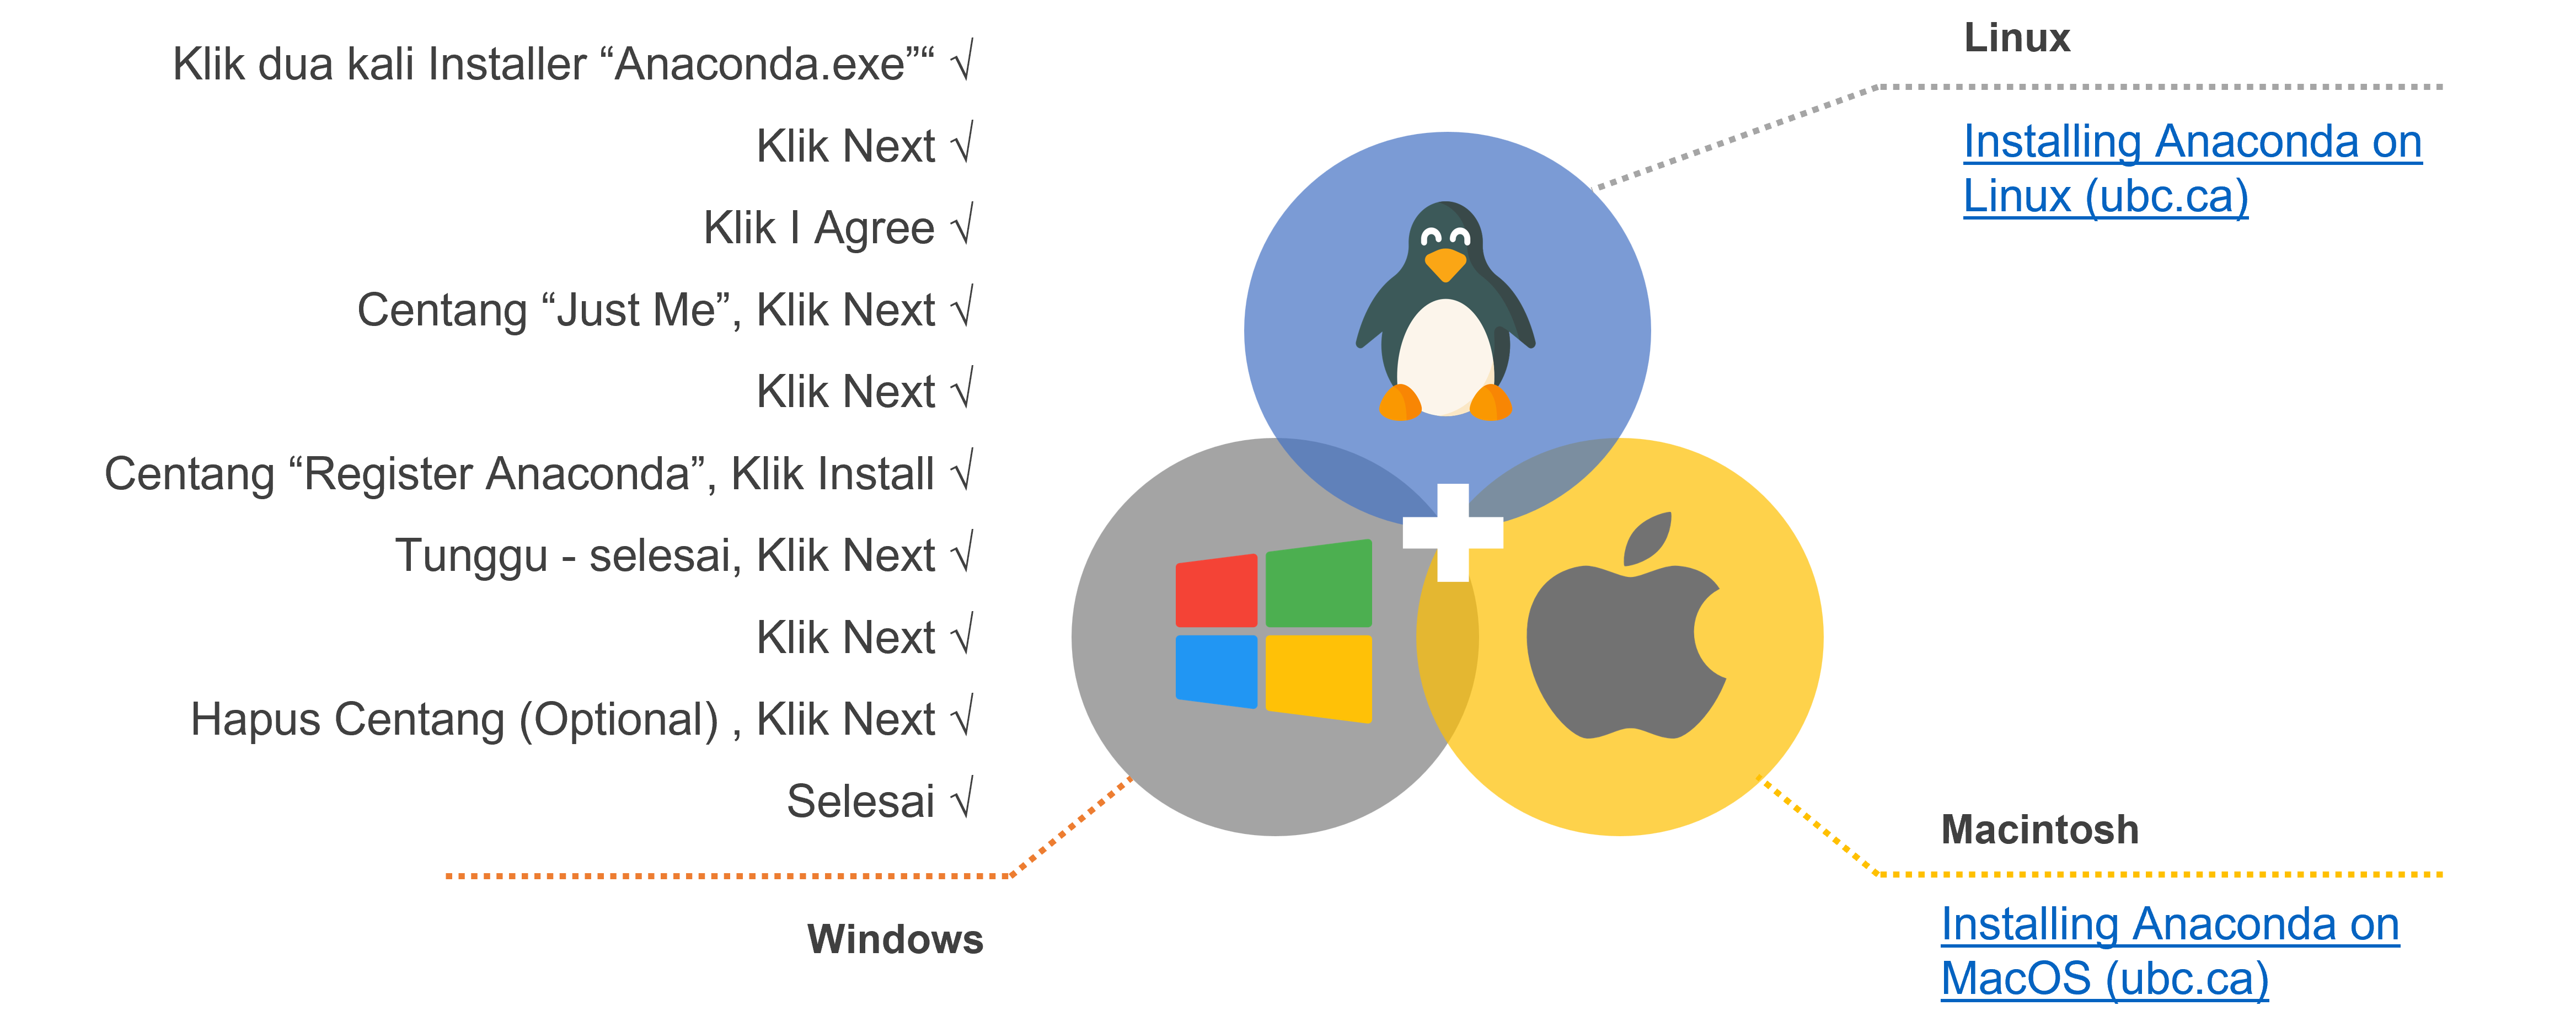 Klik dua kali Installer “Anaconda.exe”“ √
Klik Next √
Klik I Agree √
Centang “Just Me”, Klik Next √
Klik Next √
Centang “Register Anaconda”, Klik Install √
Tunggu - selesai, Klik Next √
Klik Next √
Hapus Centang (Optional) , Klik Next √
Selesai √
Windows
Linux
Installing Anaconda on
Linux (ubc.ca)
Macintosh
Installing Anaconda on
MacOS (ubc.ca)